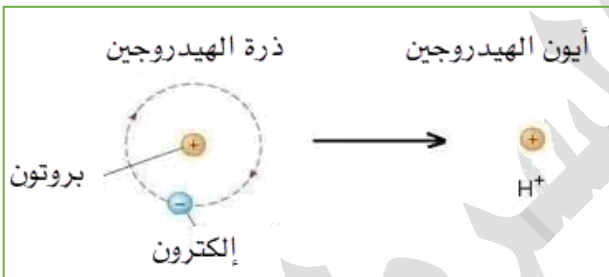 أيون الهيدروجين
ذرة الهيدروجين
+
+
H+
بروتون
−
إلكترون